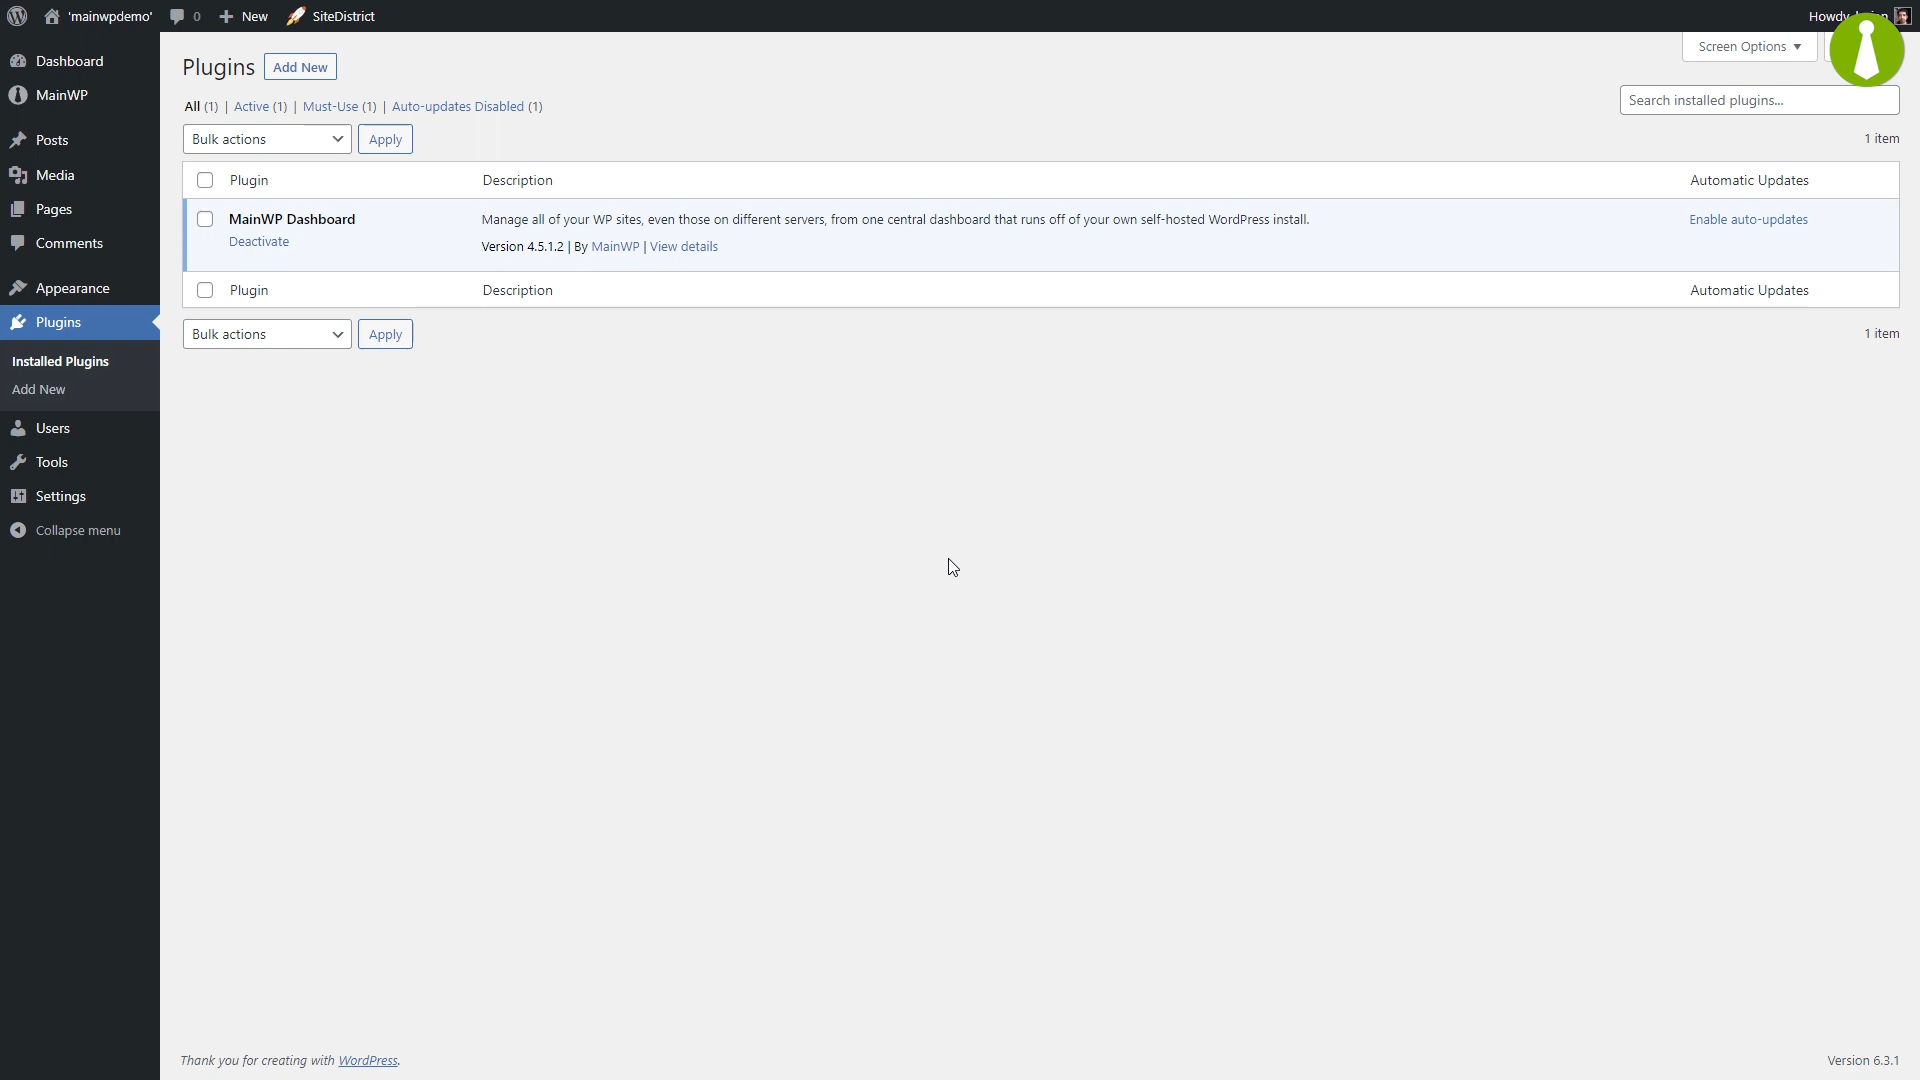 'mainwpdemo' 0 New SiteDistrict Howdy,
Dashboard
MainWP
Posts
Media
Pages
Comments
Appearance
Plugins
Installed Plugins
Add New
Users
Tools
Settings
Collapse menu
Screen Options
Plugins Add New
All (1) | Active (1) | Must-Use (1) | Auto-updates Disabled (1)
Search installed plugins...
Bulk actions Apply 1 item
Plugin Description Automatic Updates
MainWP Dashboard Manage all of your WP sites, even those on different servers, from one central dashboard that runs off of your own self-hosted WordPress install. Enable auto-updates
Deactivate Version 4.5.1.2 | By MainWP | View details
Plugin Description Automatic Updates
Bulk actions Apply 1 item
Thank you for creating with WordPress. Version 6.3.1